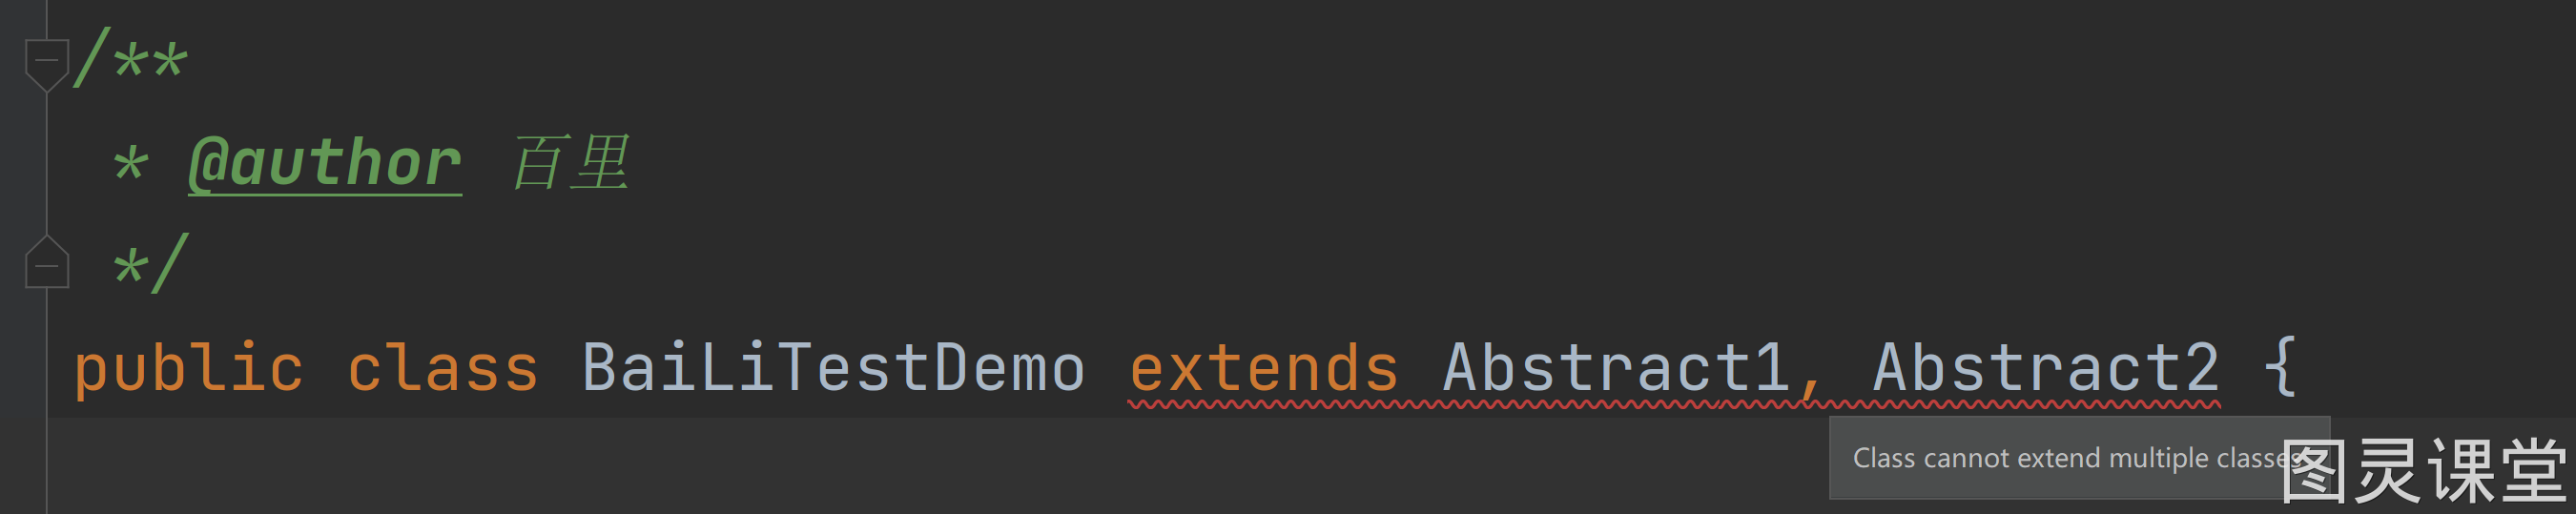 /**
 * @author 百里
 */
public class BaiLiTestDemo extends Abstract1, Abstract2 {
Class cannot extend multiple classes
图灵课堂